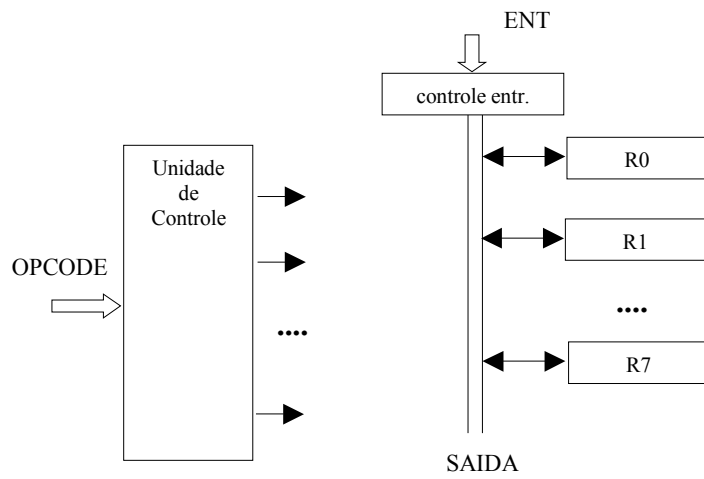 ENT
controle entr.
Unidade
de
Controle
R0
R1
OPCODE
....
....
R7
SAIDA